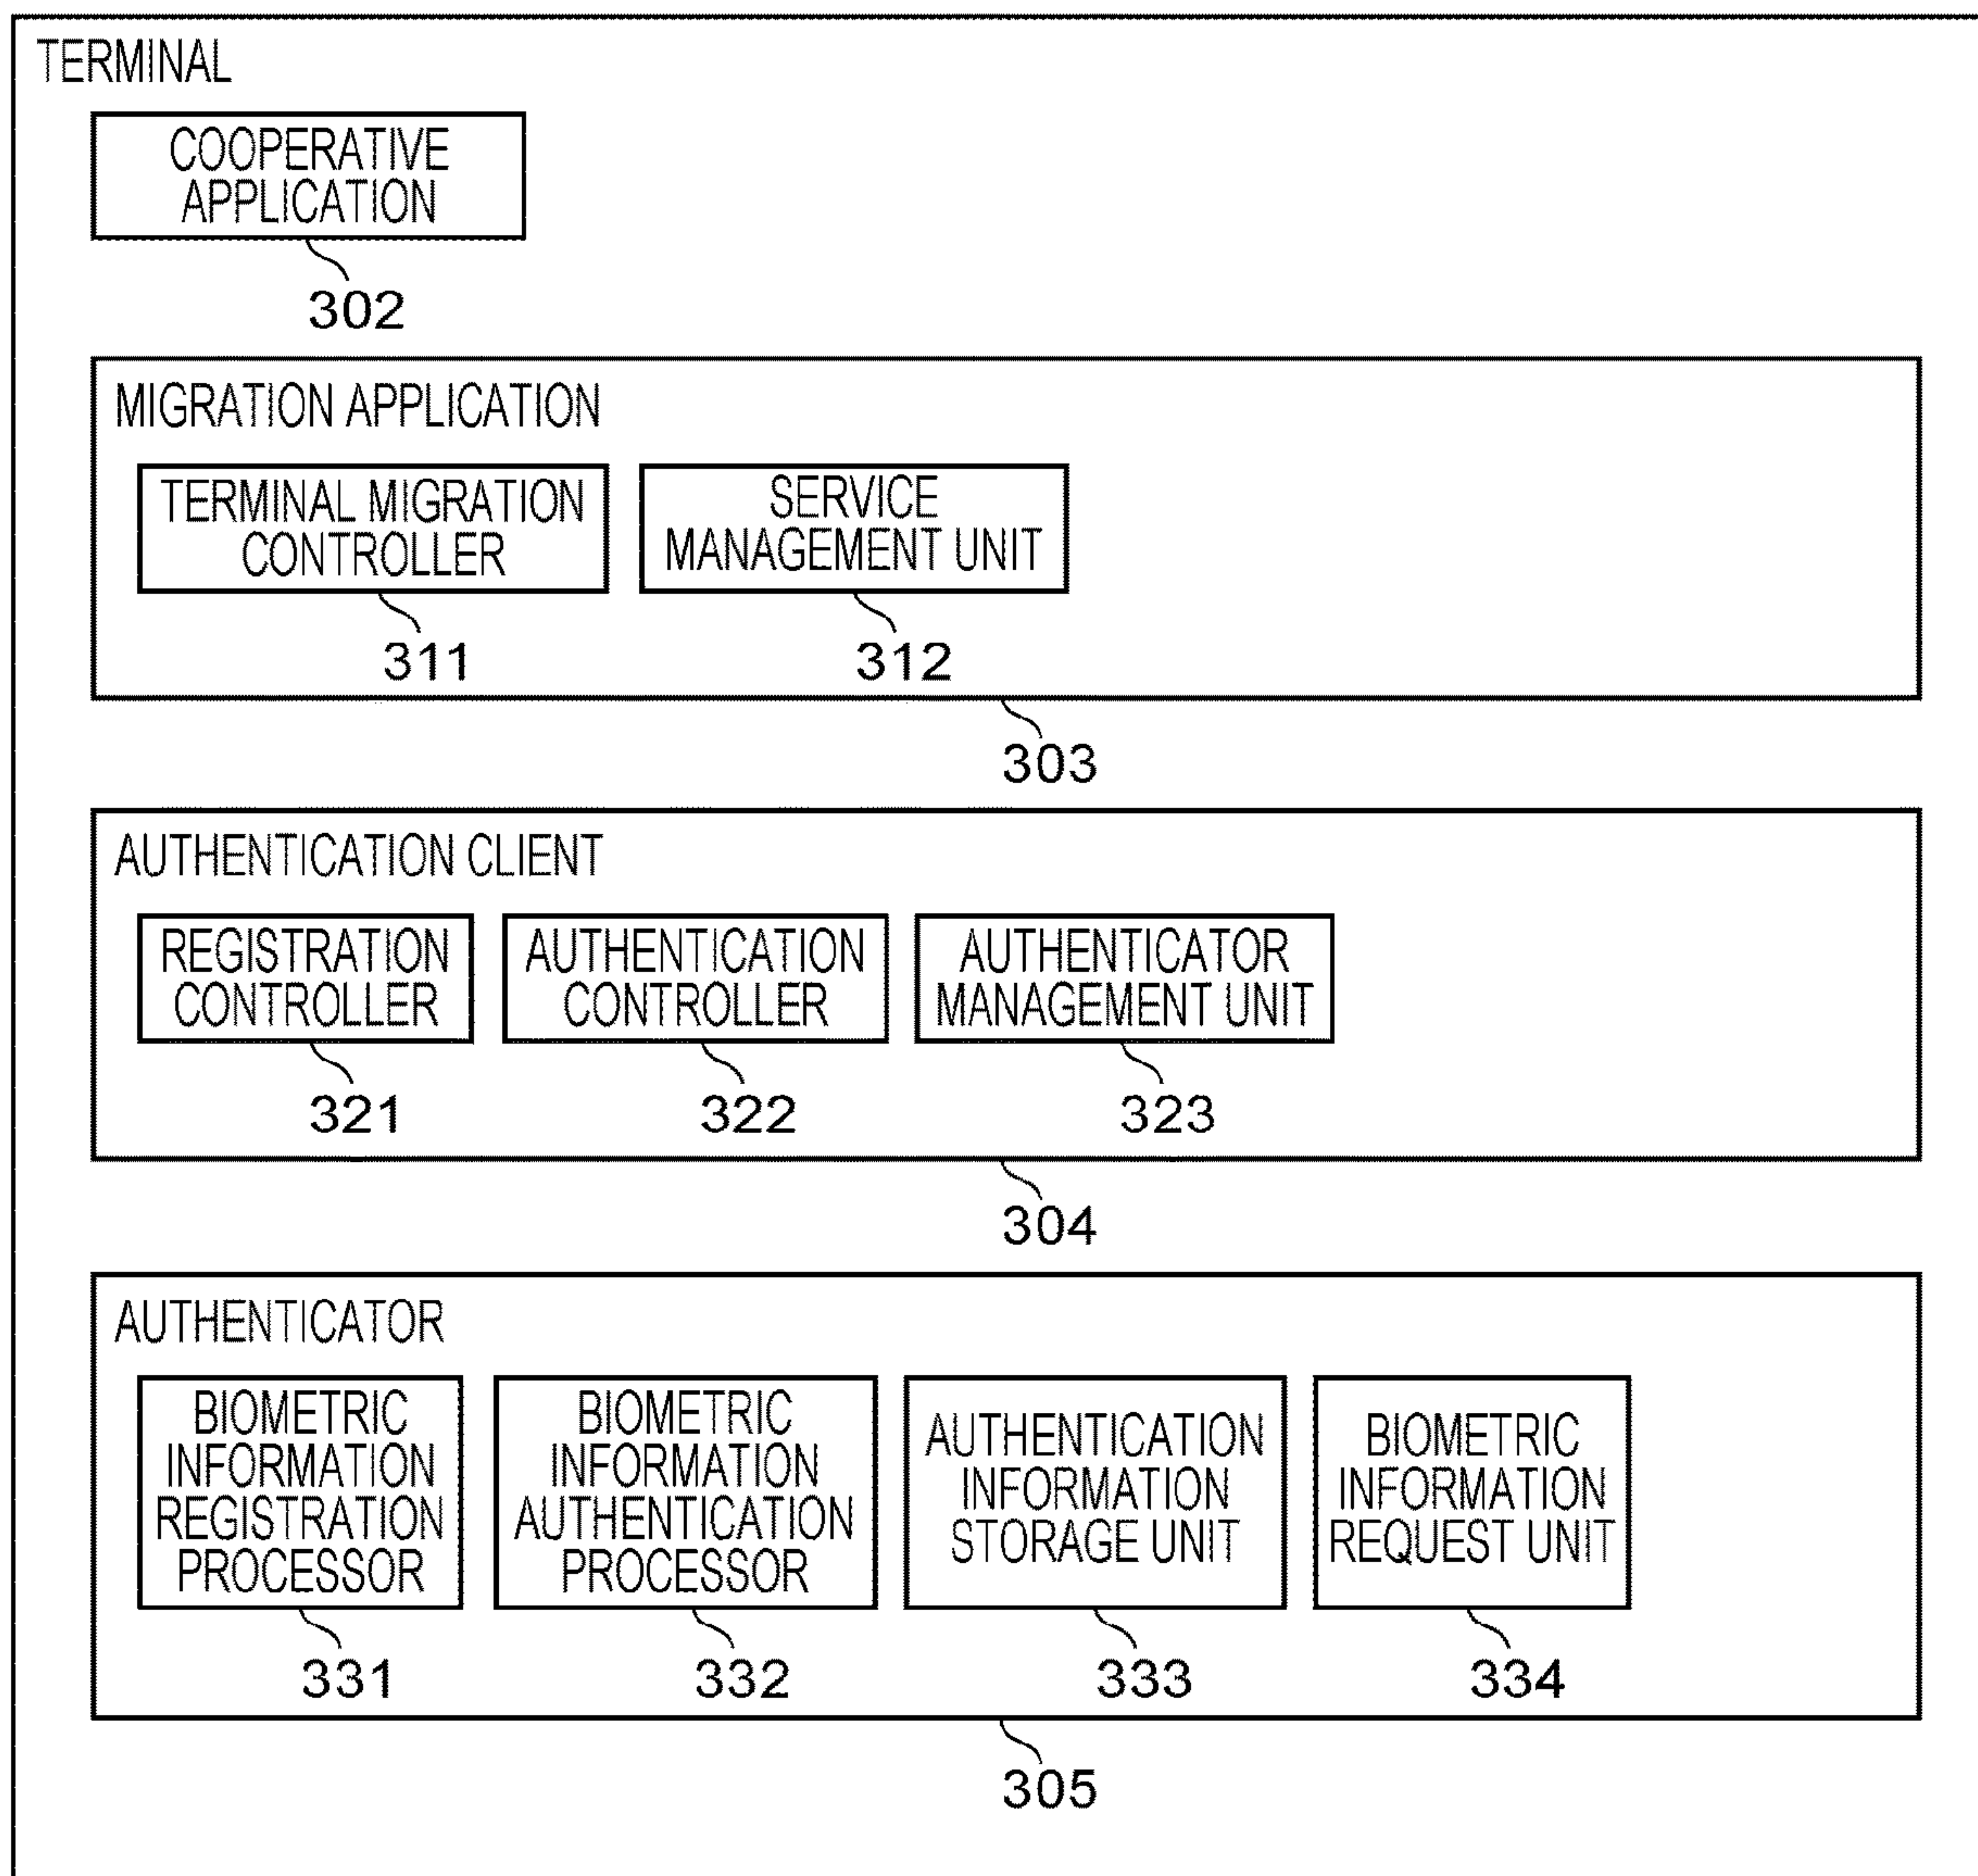 TERMINAL
COOPERATIVE
APPLICATION
302
MIGRATION APPLICATION
TERMINAL MIGRATION
CONTROLLER
311
SERVICE
MANAGEMENT UNIT
312
303
AUTHENTICATION CLIENT
REGISTRATION
CONTROLLER
321
AUTHENTICATION
CONTROLLER
322
AUTHENTICATOR
MANAGEMENT UNIT
323
304
AUTHENTICATOR
BIOMETRIC
INFORMATION
REGISTRATION
PROCESSOR
331
BIOMETRIC
INFORMATION
AUTHENTICATION
PROCESSOR
332
AUTHENTICATION
INFORMATION
STORAGE UNIT
333
BIOMETRIC
INFORMATION
REQUEST UNIT
334
305